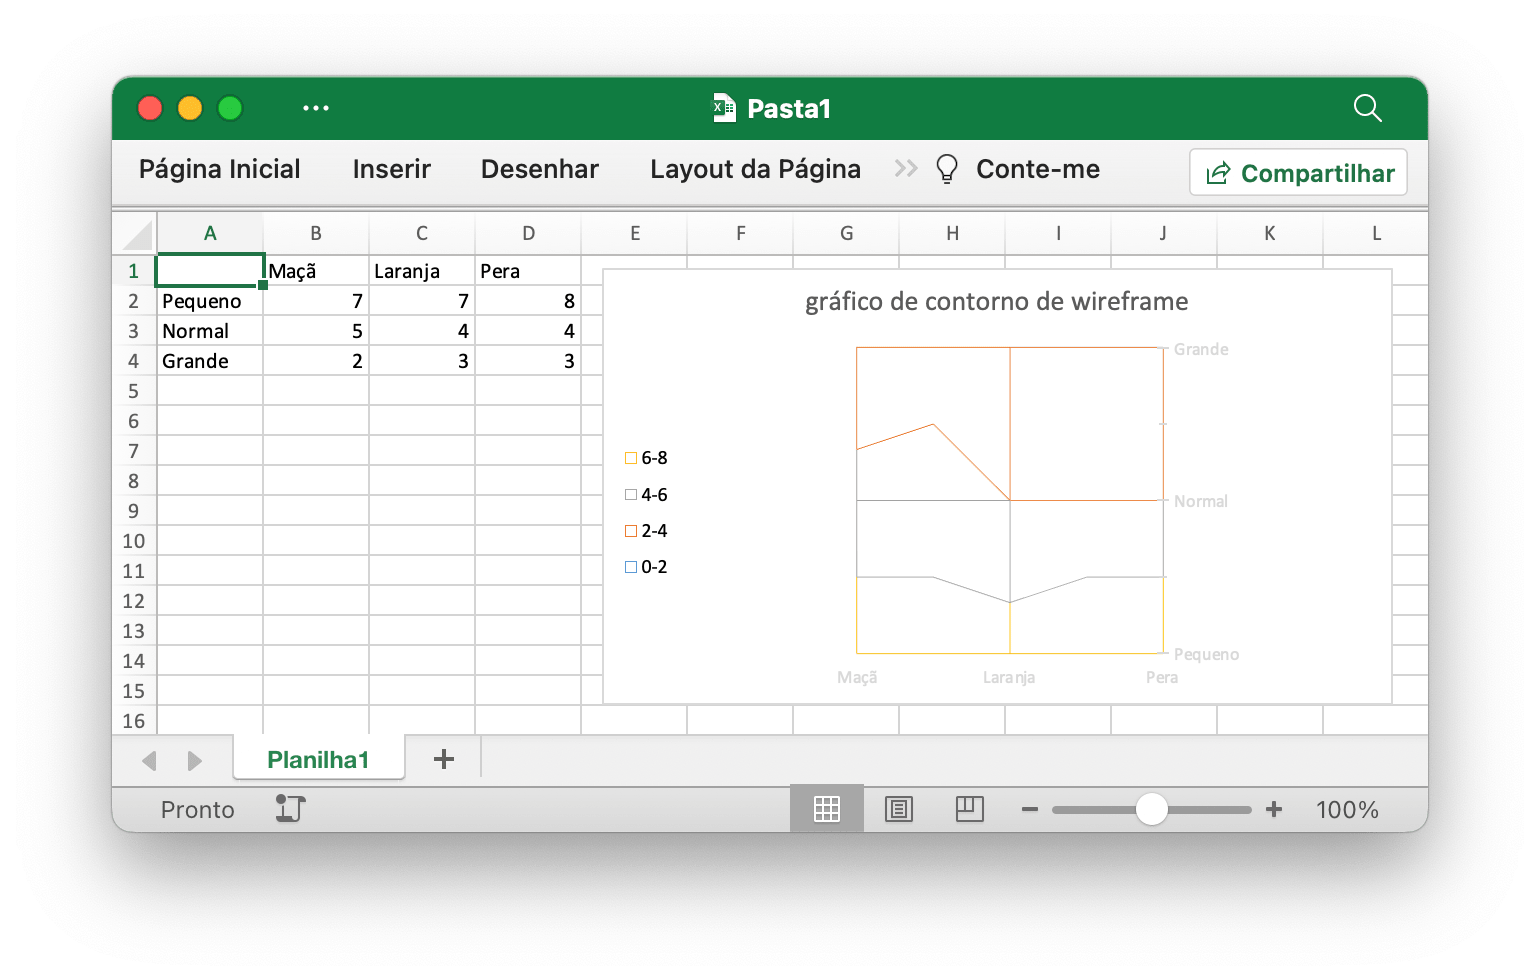 Pasta1
Página Inicial Inserir Desenhar Layout da Página Conte-me Compartilhar
A B C D E F G H I J K L
1 Maçã Laranja Pera
2 Pequeno 7 7 8
3 Normal 5 4 4
4 Grande 2 3 3
5
6
7
8
9
10
11
12
13
14
15
16
gráfico de contorno de wireframe
6-8
4-6
2-4
0-2
Grande
Normal
Pequeno
Maçã Laranja Pera
Planilha1
Pronto 100%